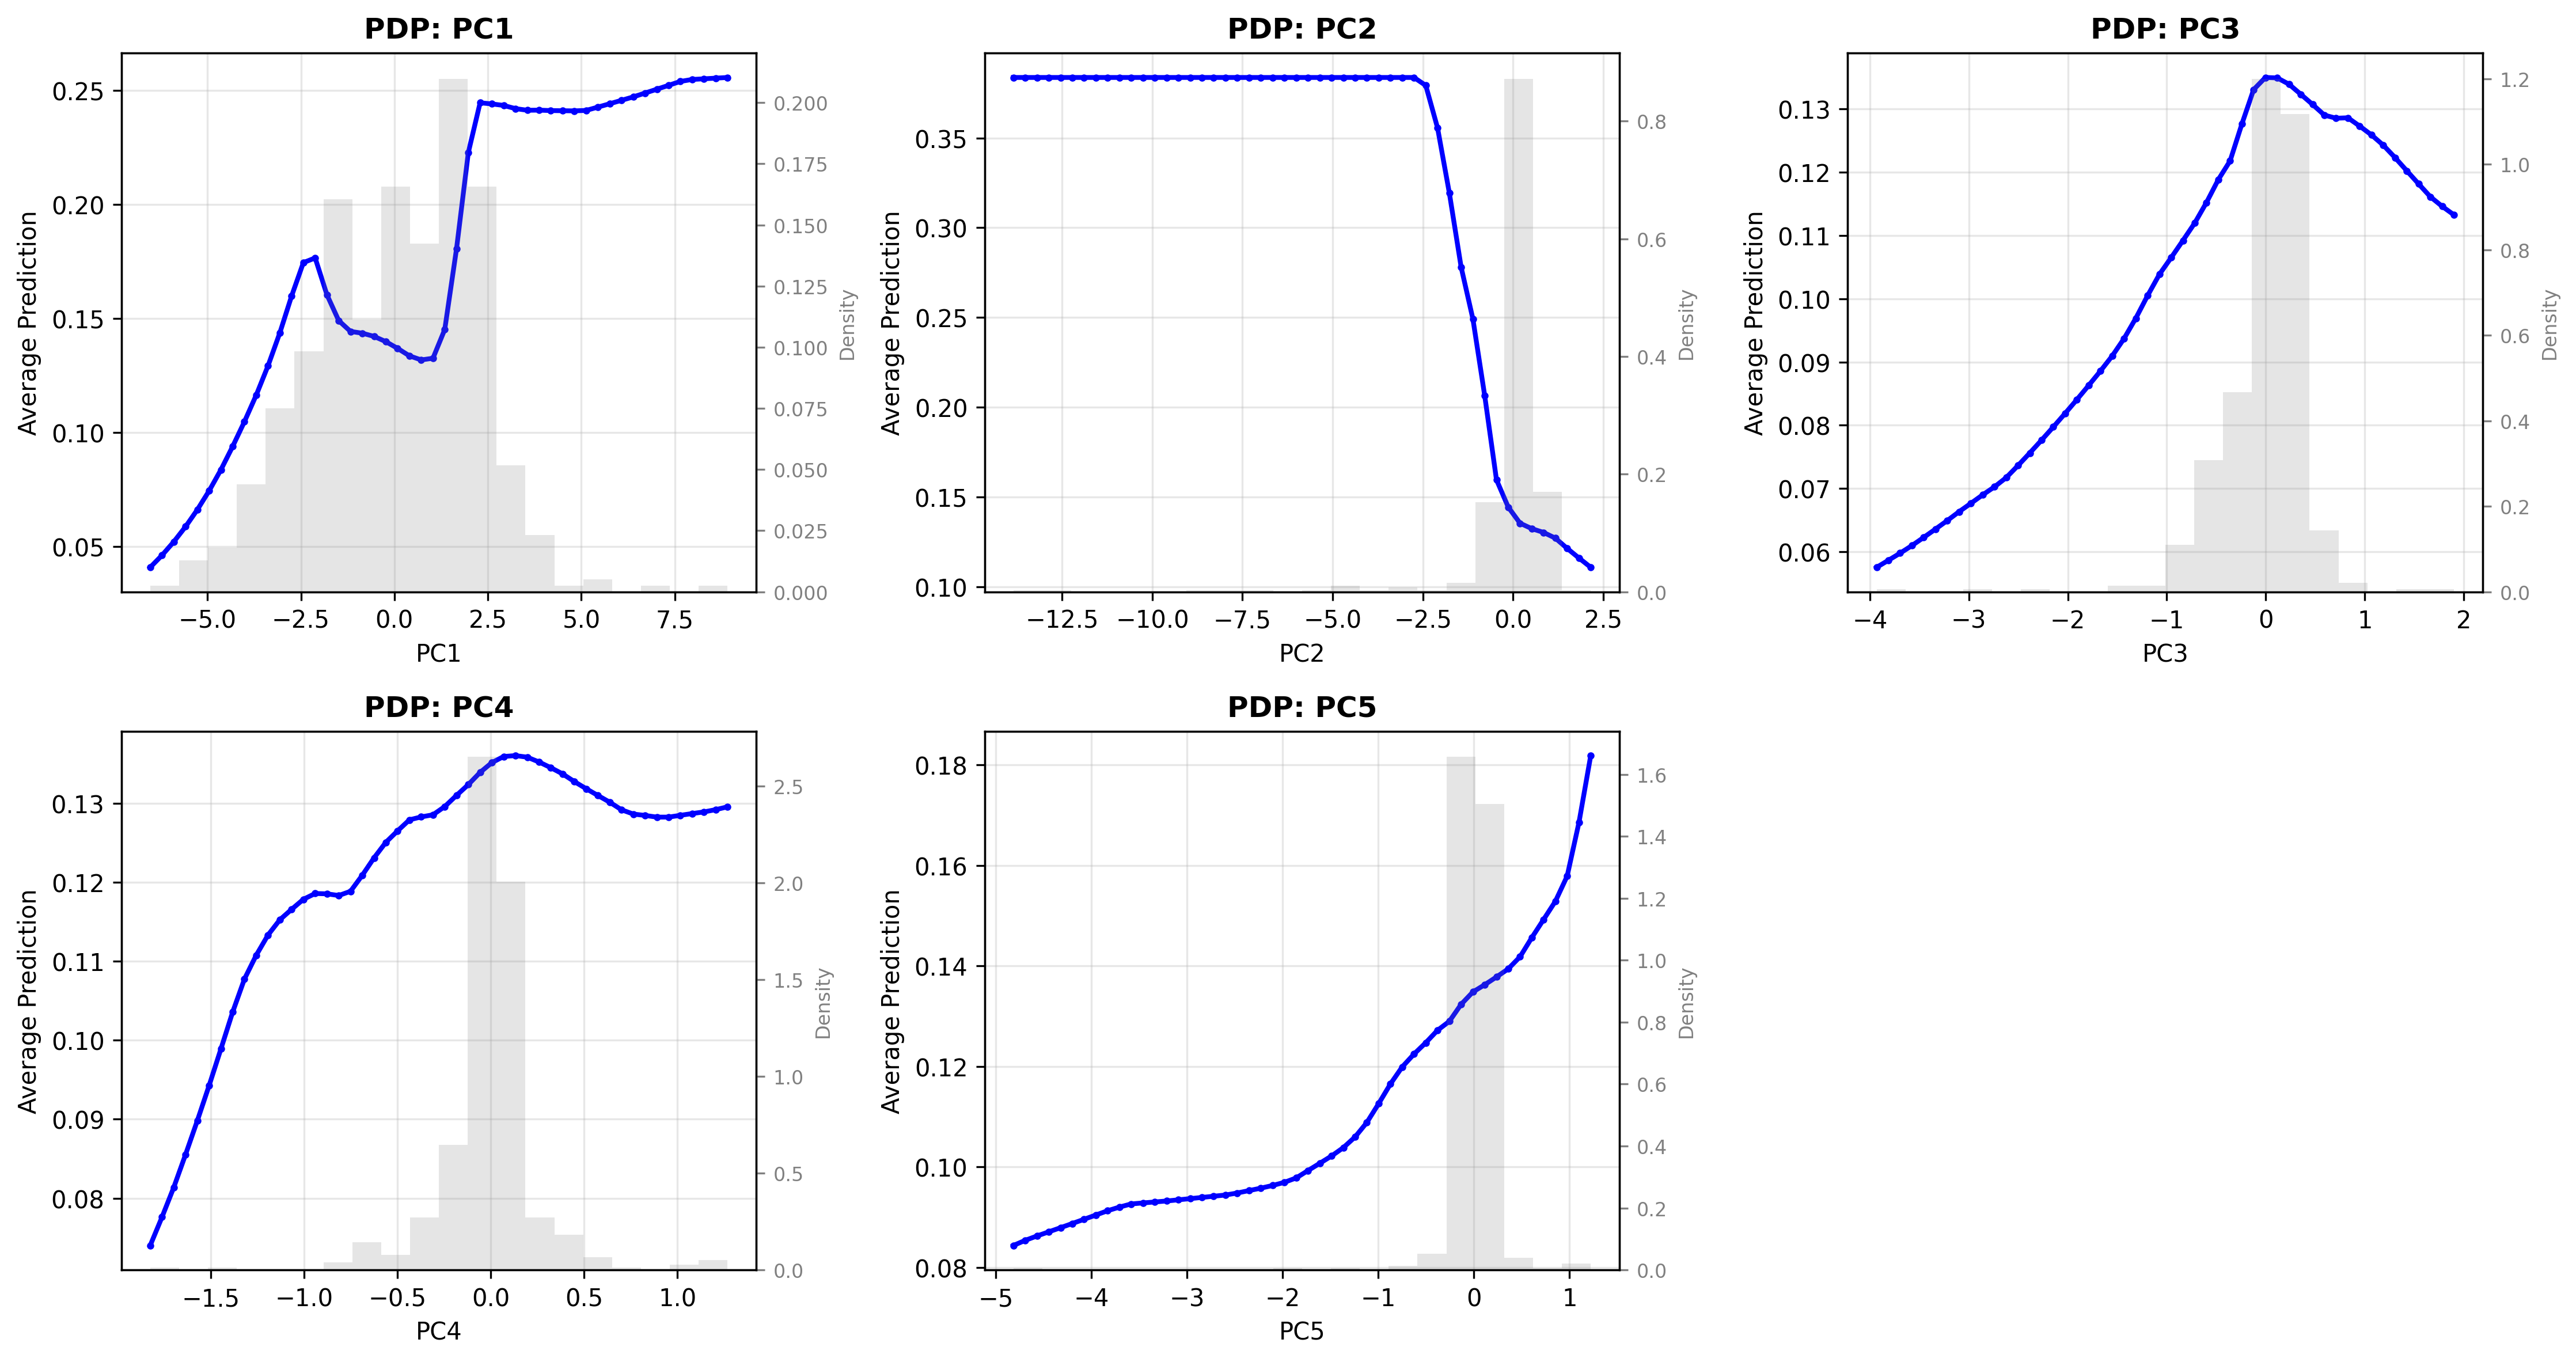 PDP: PC1
Average Prediction
0.25
0.20
0.15
0.10
0.05
0.200
0.175
0.150
0.125
0.100
0.075
0.050
0.025
0.000
Density
−5.0 −2.5 0.0 2.5 5.0 7.5
PC1
PDP: PC2
Average Prediction
0.35
0.30
0.25
0.20
0.15
0.10
0.8
0.6
0.4
0.2
0.0
Density
−12.5 −10.0 −7.5 −5.0 −2.5 0.0 2.5
PC2
PDP: PC3
Average Prediction
0.13
0.12
0.11
0.10
0.09
0.08
0.07
0.06
1.2
1.0
0.8
0.6
0.4
0.2
0.0
Density
−4 −3 −2 −1 0 1 2
PC3
PDP: PC4
Average Prediction
0.13
0.12
0.11
0.10
0.09
0.08
2.5
2.0
1.5
1.0
0.5
0.0
Density
−1.5 −1.0 −0.5 0.0 0.5 1.0
PC4
PDP: PC5
Average Prediction
0.18
0.16
0.14
0.12
0.10
0.08
1.6
1.4
1.2
1.0
0.8
0.6
0.4
0.2
0.0
Density
−5 −4 −3 −2 −1 0 1
PC5